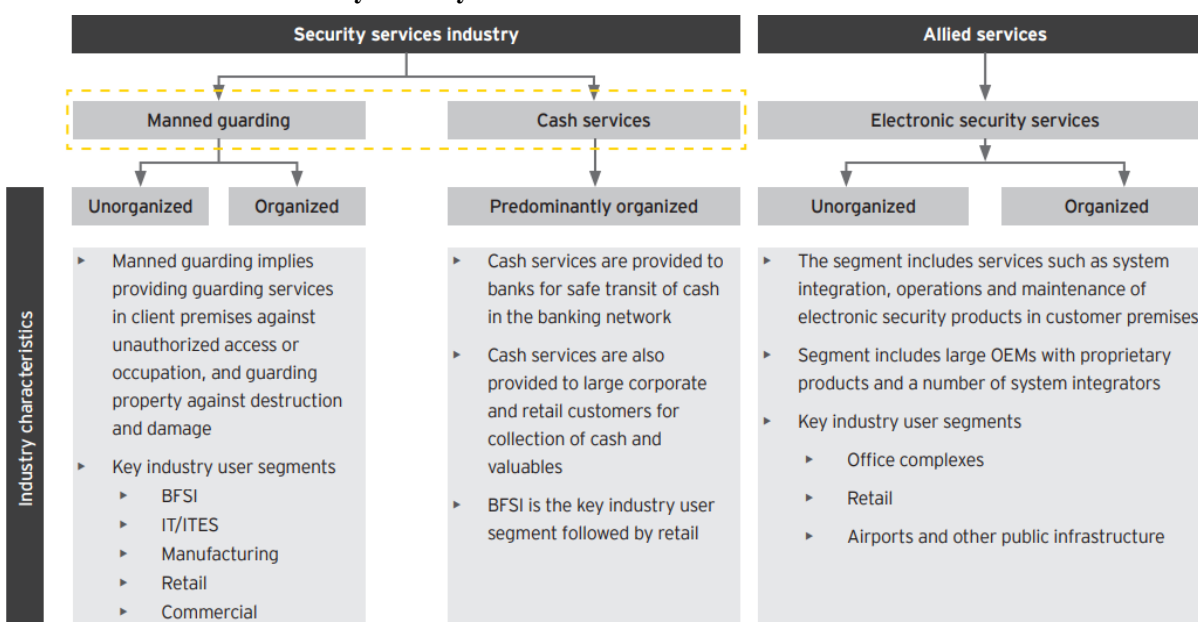 Security services industry
Allied services
Manned guarding
Cash services
Electronic security services
Unorganized
Organized
Predominantly organized
Unorganized
Organized
Industry characteristics
Manned guarding implies
providing guarding services
in client premises against
unauthorized access or
occupation, and guarding
property against destruction
and damage
Key industry user segments
BFSI
IT/ITES
Manufacturing
Retail
Commercial
Cash services are provided to
banks for safe transit of cash
in the banking network
Cash services are also
provided to large corporate
and retail customers for
collection of cash and
valuables
BFSI is the key industry user
segment followed by retail
The segment includes services such as system
integration, operations and maintenance of
electronic security products in customer premises
Segment includes large OEMs with proprietary
products and a number of system integrators
Key industry user segments
Office complexes
Retail
Airports and other public infrastructure